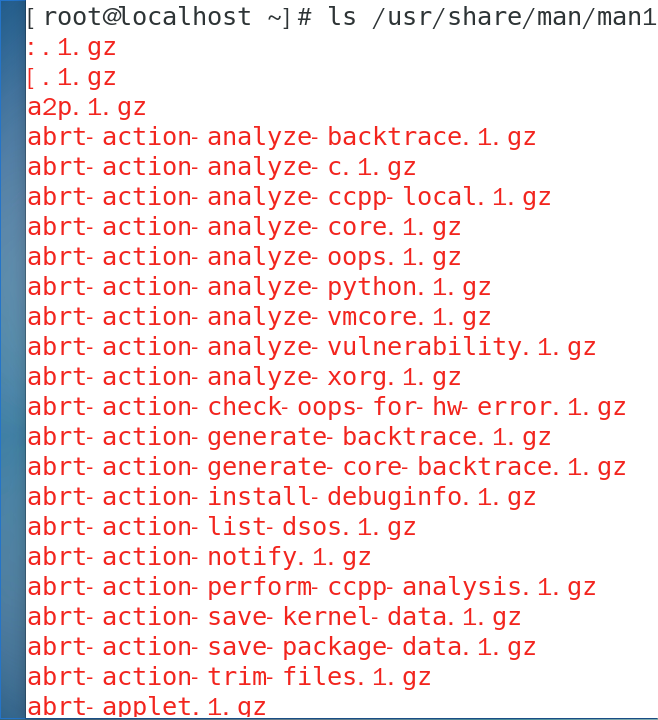 [root@localhost ~]# ls /usr/share/man/man1
:.1.gz
[.1.gz
a2p.1.gz
abrt-action-analyze-backtrace.1.gz
abrt-action-analyze-c.1.gz
abrt-action-analyze-ccpp-local.1.gz
abrt-action-analyze-core.1.gz
abrt-action-analyze-oops.1.gz
abrt-action-analyze-python.1.gz
abrt-action-analyze-vmcore.1.gz
abrt-action-analyze-vulnerability.1.gz
abrt-action-analyze-xorg.1.gz
abrt-action-check-oops-for-hw-error.1.gz
abrt-action-generate-backtrace.1.gz
abrt-action-generate-core-backtrace.1.gz
abrt-action-install-debuginfo.1.gz
abrt-action-list-dsos.1.gz
abrt-action-notify.1.gz
abrt-action-perform-ccpp-analysis.1.gz
abrt-action-save-kernel-data.1.gz
abrt-action-save-package-data.1.gz
abrt-action-trim-files.1.gz
abrt-applet.1.gz